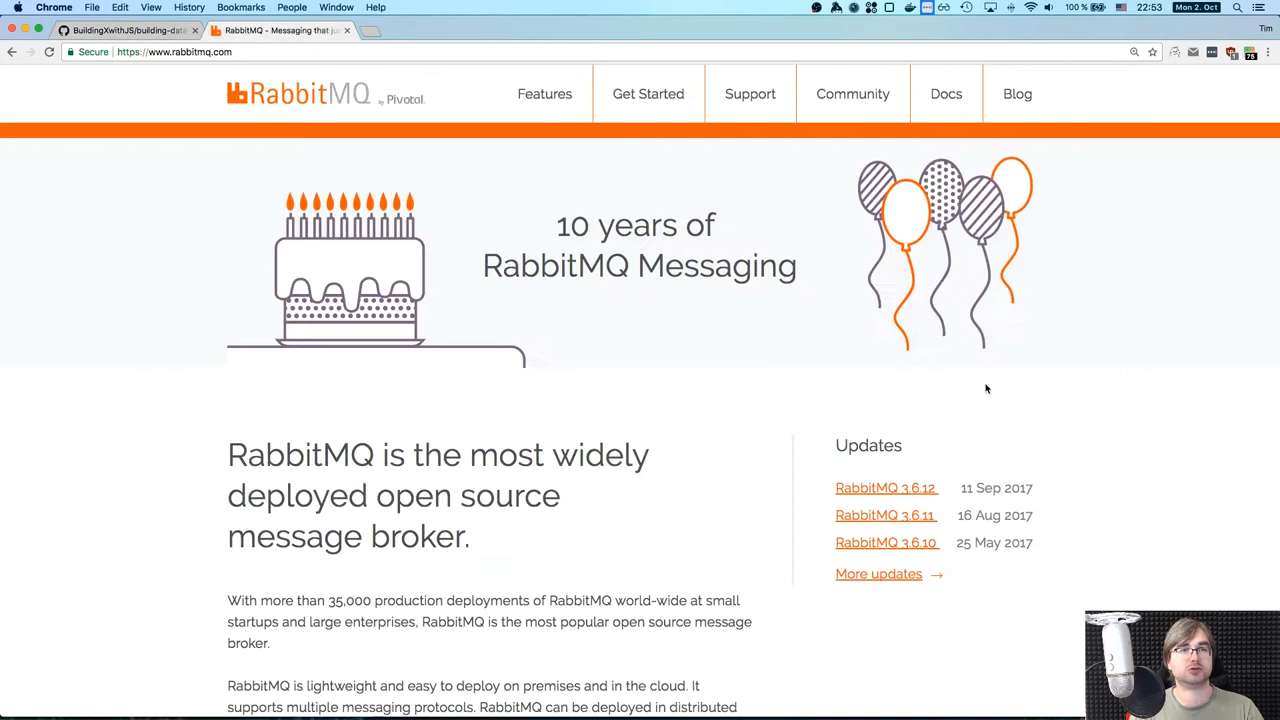 Chrome File Edit View History Bookmarks People Window Help
100 % 22:53 Mon 2. Oct
BuildingXwithJS/building-data
RabbitMQ - Messaging that jus
Tim
Secure https://www.rabbitmq.com
75
RabbitMQ by Pivotal.
Features
Get Started
Support
Community
Docs
Blog
10 years of
RabbitMQ Messaging
RabbitMQ is the most widely
deployed open source
message broker.
With more than 35,000 production deployments of RabbitMQ world-wide at small
startups and large enterprises, RabbitMQ is the most popular open source message
broker.
RabbitMQ is lightweight and easy to deploy on premises and in the cloud. It
supports multiple messaging protocols. RabbitMQ can be deployed in distributed
Updates
RabbitMQ 3.6.12 11 Sep 2017
RabbitMQ 3.6.11 16 Aug 2017
RabbitMQ 3.6.10 25 May 2017
More updates →